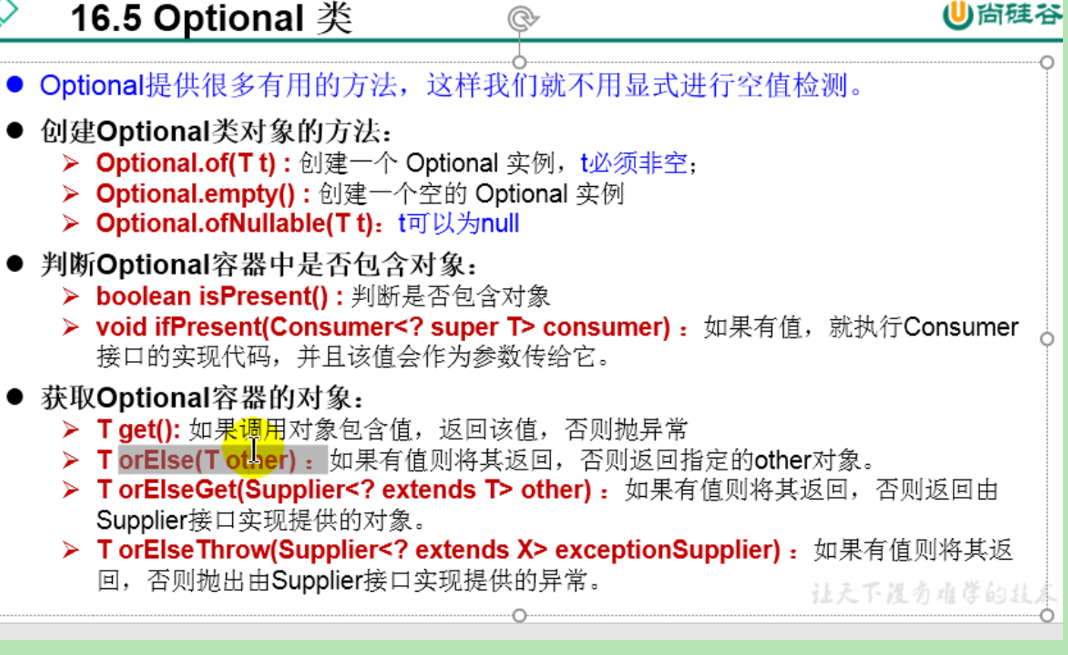 16.5 Optional 类
尚硅谷
● Optional提供很多有用的方法，这样我们就不用显式进行空值检测。
● 创建Optional类对象的方法：
➢ Optional.of(T t) : 创建一个 Optional 实例，t必须非空；
➢ Optional.empty() : 创建一个空的 Optional 实例
➢ Optional.ofNullable(T t)：t可以为null
● 判断Optional容器中是否包含对象：
➢ boolean isPresent() : 判断是否包含对象
➢ void ifPresent(Consumer<? super T> consumer) ：如果有值，就执行Consumer
接口的实现代码，并且该值会作为参数传给它。
● 获取Optional容器的对象：
➢ T get(): 如果调用对象包含值，返回该值，否则抛异常
➢ T orElse(T other) ：如果有值则将其返回，否则返回指定的other对象。
➢ T orElseGet(Supplier<? extends T> other) ：如果有值则将其返回，否则返回由
Supplier接口实现提供的对象。
➢ T orElseThrow(Supplier<? extends X> exceptionSupplier) ：如果有值则将其返
回，否则抛出由Supplier接口实现提供的异常。
让天下没有难学的技术